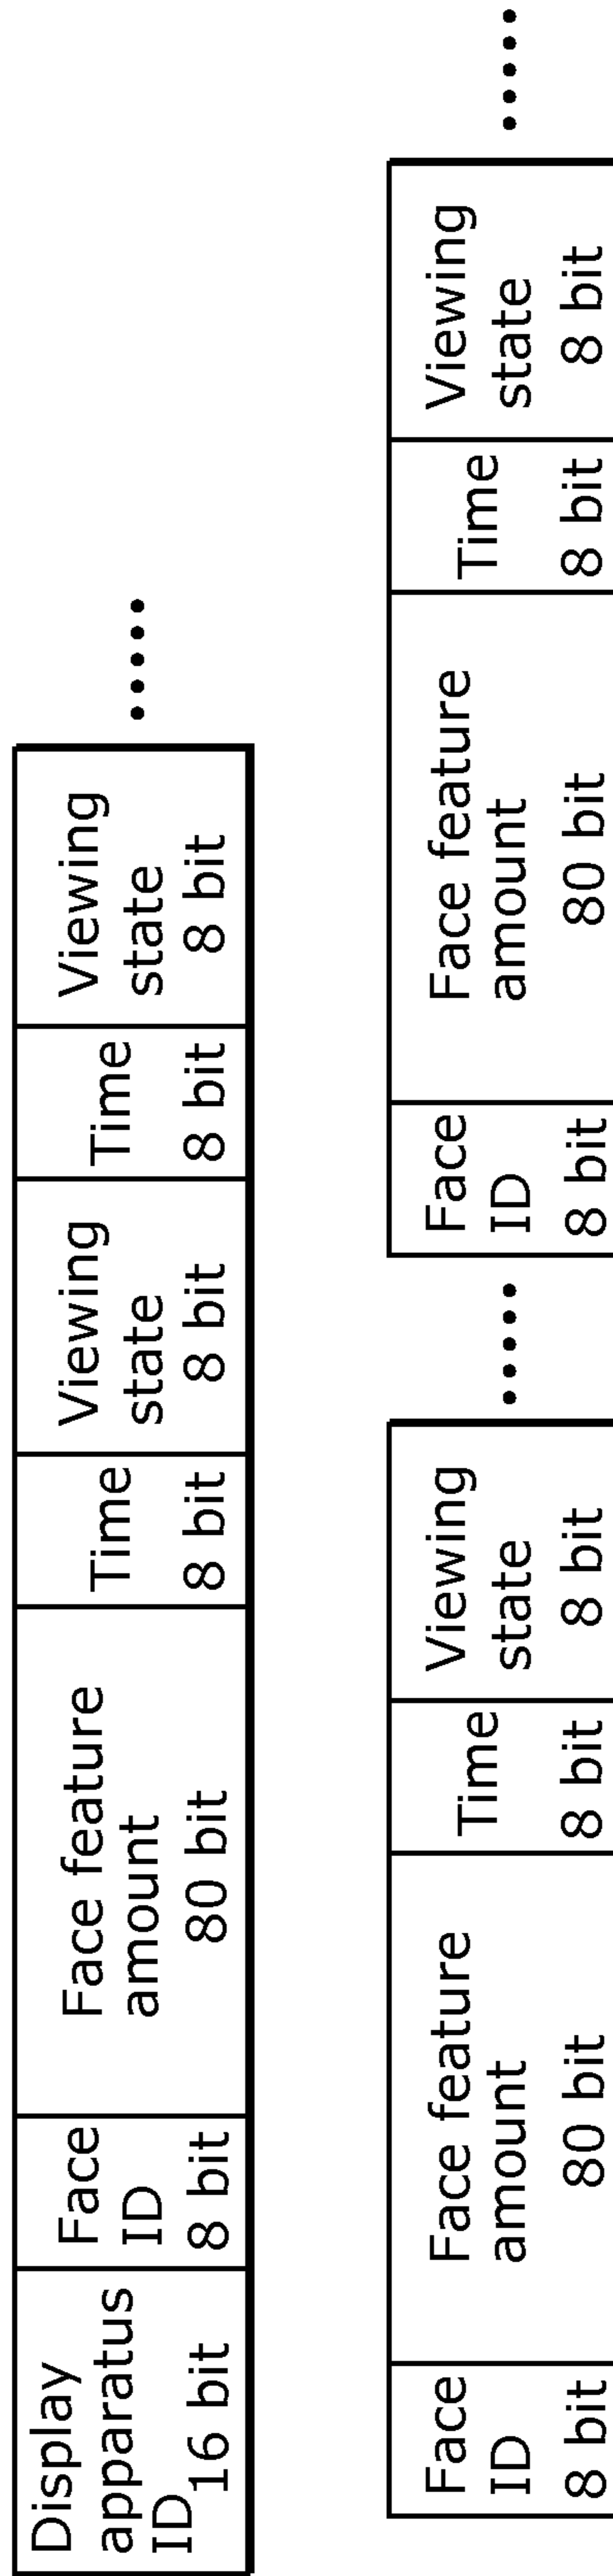 Display
apparatus
ID
16 bit
Face
ID
8 bit
Face feature
amount
80 bit
Time
8 bit
Viewing
state
8 bit
Time
8 bit
Viewing
state
8 bit
.....
Face
ID
8 bit
Face feature
amount
80 bit
Time
8 bit
Viewing
state
8 bit
.....
Face
ID
8 bit
Face feature
amount
80 bit
Time
8 bit
Viewing
state
8 bit
.....